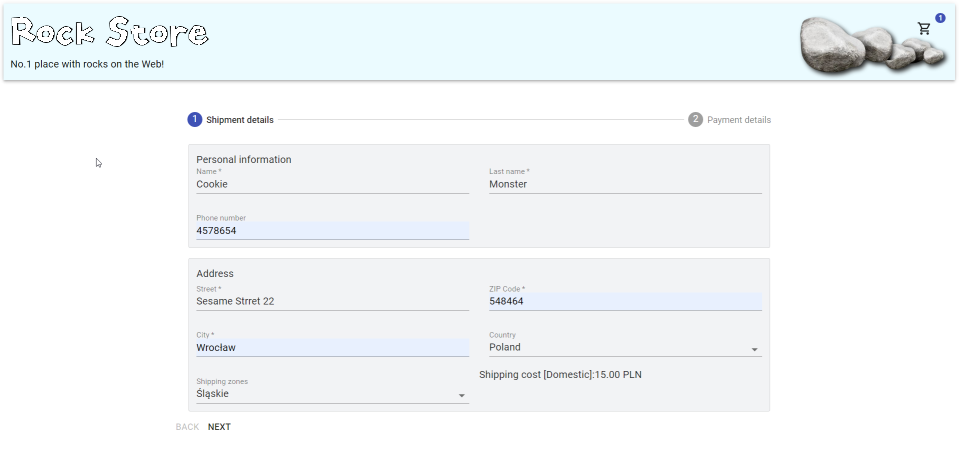 Rock Store
1
No.1 place with rocks on the Web!
1 Shipment details
2 Payment details
Personal information
Name * Last name *
Cookie Monster
Phone number
4578654
Address
Street * ZIP Code *
Sesame Strret 22 548464
City * Country
Wrocław Poland
Shipping cost [Domestic]:15.00 PLN
Shipping zones
Śląskie
BACK NEXT